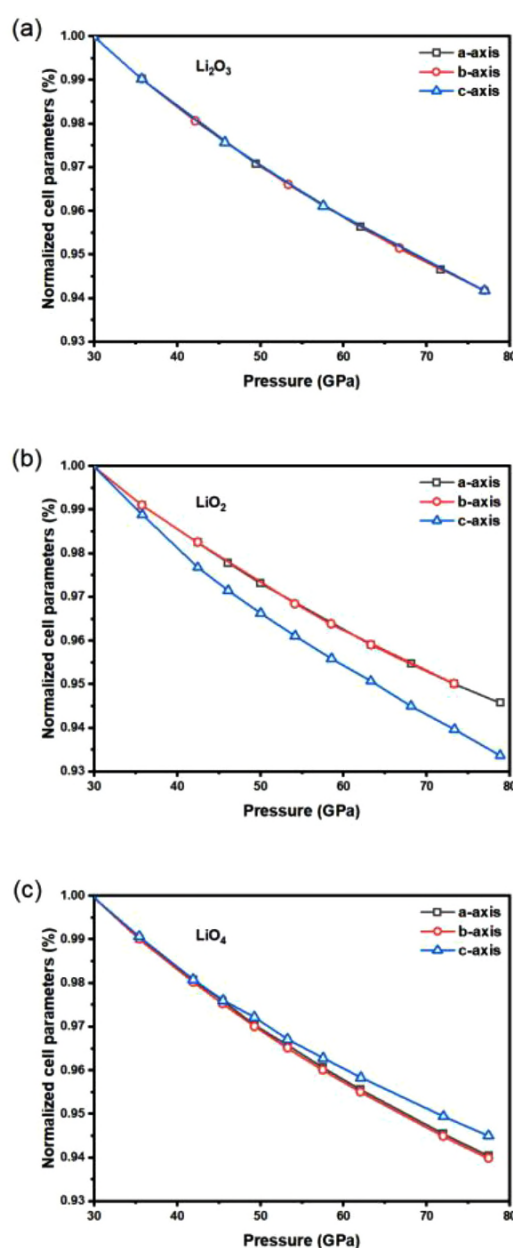 (a)
1.00
0.99
0.98
0.97
0.96
0.95
0.94
0.93
Normalized cell parameters (%)
Li₂O₃
a-axis
b-axis
c-axis
30 40 50 60 70 80
Pressure (GPa)
(b)
1.00
0.99
0.98
0.97
0.96
0.95
0.94
0.93
Normalized cell parameters (%)
LiO₂
a-axis
b-axis
c-axis
30 40 50 60 70 80
Pressure (GPa)
(c)
1.00
0.99
0.98
0.97
0.96
0.95
0.94
0.93
Normalized cell parameters (%)
LiO₄
a-axis
b-axis
c-axis
30 40 50 60 70 80
Pressure (GPa)